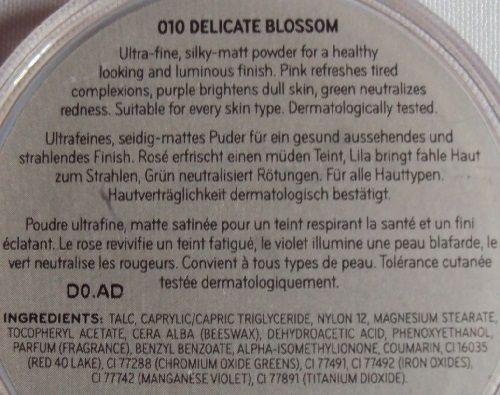 010 DELICATE BLOSSOM
Ultra-fine, silky-matt powder for a healthy
looking and luminous finish. Pink refreshes tired
complexions, purple brightens dull skin, green neutralizes
redness. Suitable for every skin type. Dermatologically tested.
Ultrafeines, seidig-mattes Puder für ein gesund aussehendes und
strahlendes Finish. Rosé erfrischt einen müden Teint, Lila bringt fahle Haut
zum Strahlen, Grün neutralisiert Rötungen. Für alle Hauttypen.
Hautverträglichkeit dermatologisch bestätigt.
Poudre ultrafine, matte satinée pour un teint respirant la santé et un fini
éclatant. Le rose revivifie un teint fatigué, le violet illumine une peau blafarde, le
vert neutralise les rougeurs. Convient à tous types de peau. Tolérance cutanée
testée dermatologiquement.
D0.AD
INGREDIENTS: TALC, CAPRYLIC/CAPRIC TRIGLYCERIDE, NYLON 12, MAGNESIUM STEARATE,
TOCOPHERYL ACETATE, CERA ALBA (BEESWAX), DEHYDROACETIC ACID, PHENOXYETHANOL,
PARFUM (FRAGRANCE), BENZYL BENZOATE, ALPHA-ISOMETHYLIONONE, COUMARIN, CI 16035
(RED 40 LAKE), CI 77288 (CHROMIUM OXIDE GREENS), CI 77491, CI 77492 (IRON OXIDES),
CI 77742 (MANGANESE VIOLET), CI 77891 (TITANIUM DIOXIDE).